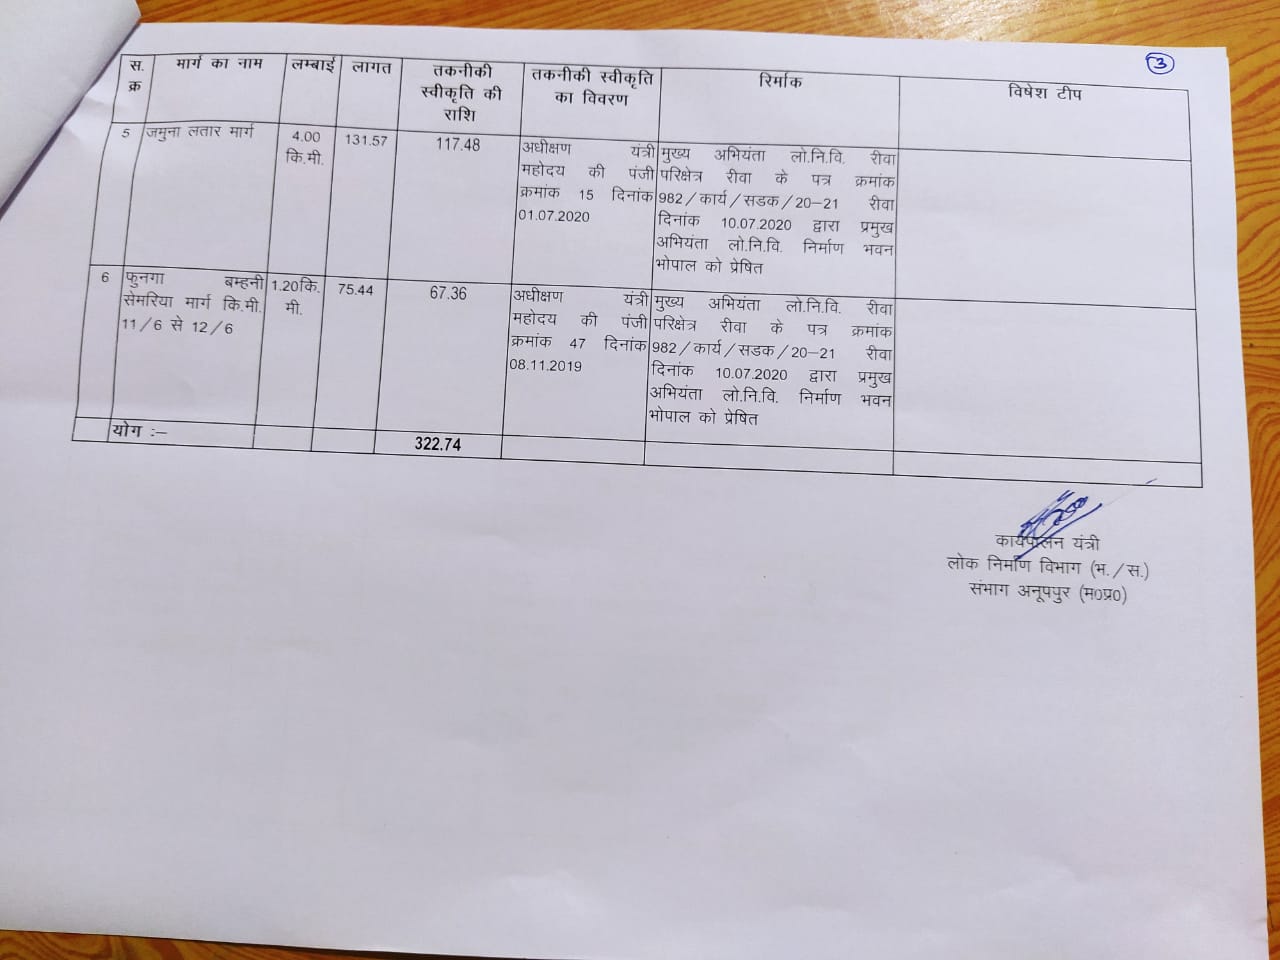 3
स. क्र
मार्ग का नाम
लम्बाई
लागत
तकनीकी
स्वीकृति की
राशि
तकनीकी स्वीकृति
का विवरण
रिर्माक
विषेश टीप
5
जमुना लतार मार्ग
4.00
कि.मी.
131.57
117.48
अधीक्षण यंत्री
महोदय की पंजी
क्रमांक 15 दिनांक
01.07.2020
मुख्य अभियंता लो.नि.वि. रीवा
परिक्षेत्र रीवा के पत्र क्रमांक
982/कार्य/सडक/20-21 रीवा
दिनांक 10.07.2020 द्वारा प्रमुख
अभियंता लो.नि.वि. निर्माण भवन
भोपाल को प्रेषित
6
फुनगा बम्हनी
सेमरिया मार्ग कि.मी.
11/6 से 12/6
1.20कि.
मी.
75.44
67.36
अधीक्षण यंत्री
महोदय की पंजी
क्रमांक 47 दिनांक
08.11.2019
मुख्य अभियंता लो.नि.वि. रीवा
परिक्षेत्र रीवा के पत्र क्रमांक
982/कार्य/सडक/20-21 रीवा
दिनांक 10.07.2020 द्वारा प्रमुख
अभियंता लो.नि.वि. निर्माण भवन
भोपाल को प्रेषित
योग :-
322.74
कार्यपालन यंत्री
लोक निर्माण विभाग (भ./स.)
संभाग अनूपपुर (म0प्र0)